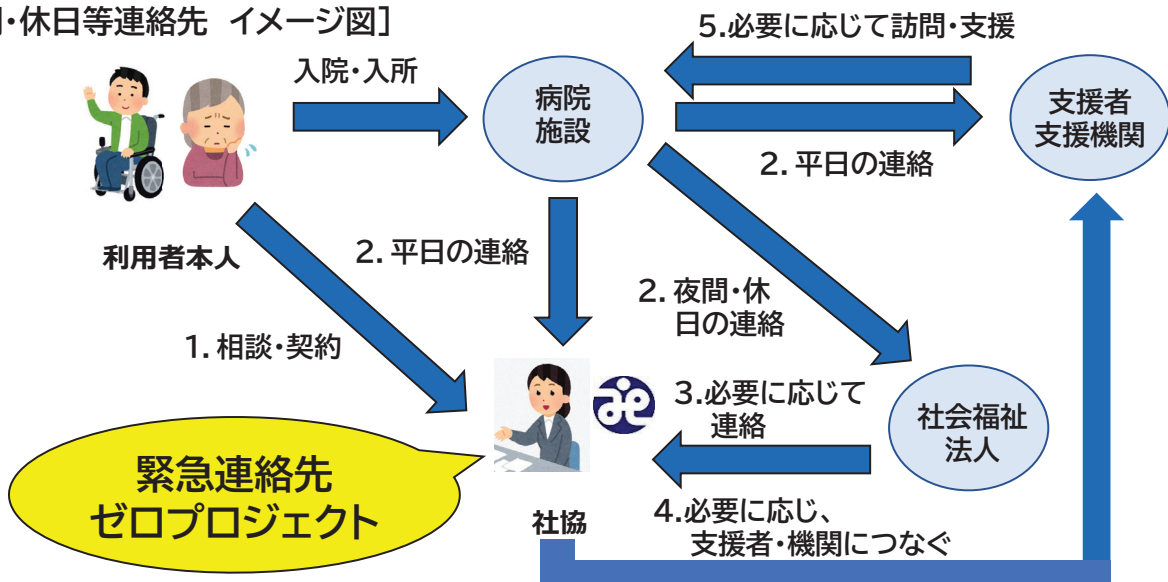 ・休日等連絡先 イメージ図]
5.必要に応じて訪問・支援
入院・入所
病院
施設
支援者
支援機関
2. 平日の連絡
利用者本人
2. 平日の連絡
2. 夜間・休
日の連絡
1. 相談・契約
3.必要に応じて
連絡
社会福祉
法人
緊急連絡先
ゼロプロジェクト
社協
4.必要に応じ、
支援者・機関につなぐ